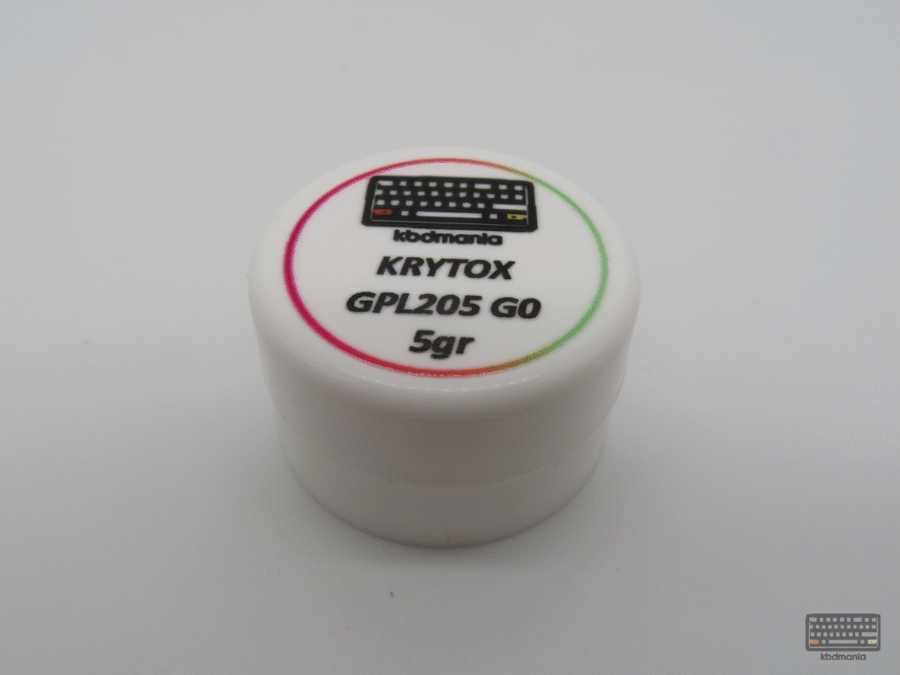 kbdmania
KRYTOX
GPL205 G0
5gr
kbdmania